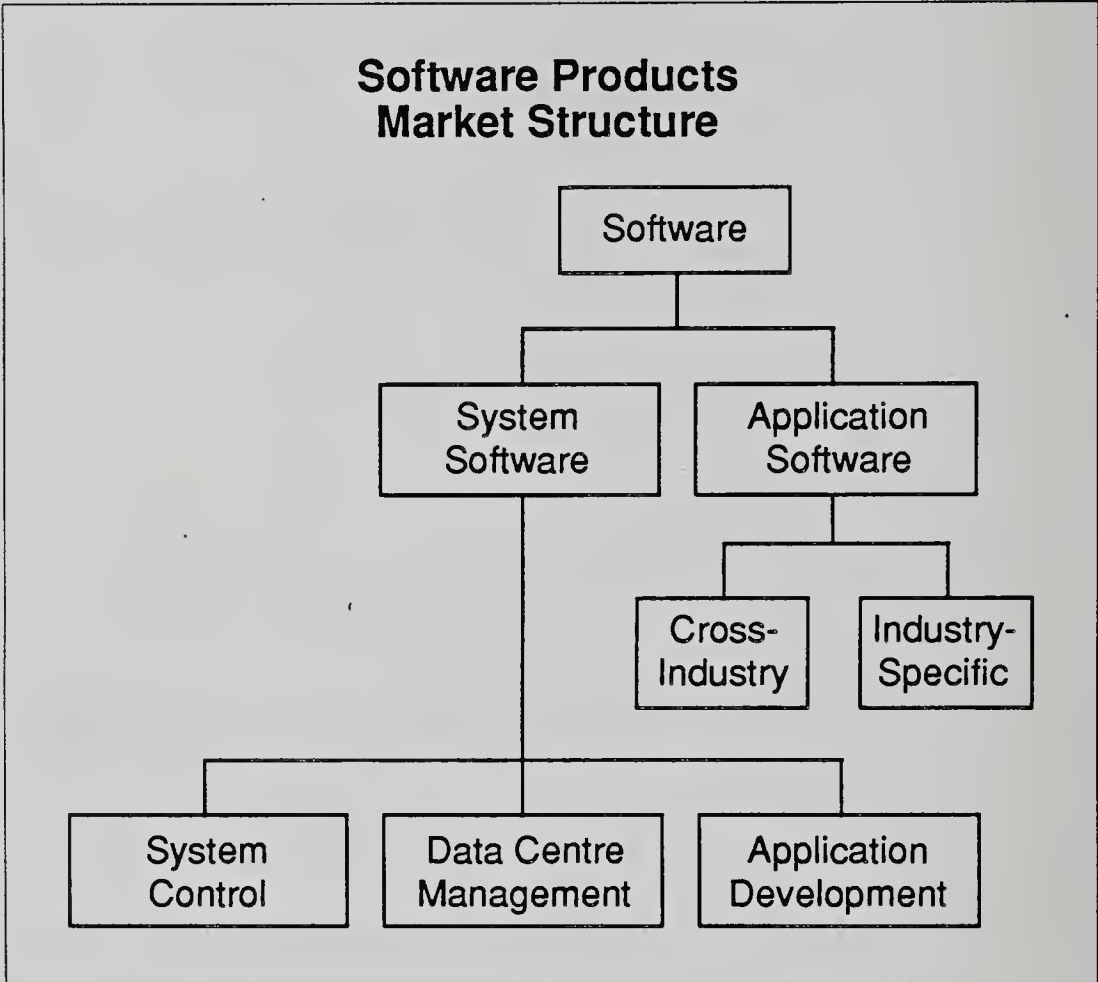 Software Products
Market Structure
Software
System
Software
Application
Software
Cross-
Industry
Industry-
Specific
System
Control
Data Centre
Management
Application
Development